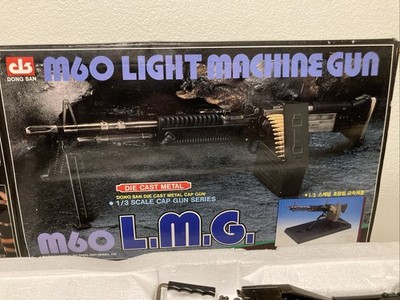 DONG SAN
m60 LIGHT MACHINE GUN
DIE CAST METAL
DONG SAN DIE CAST METAL CAP GUN
• 1/3 SCALE CAP GUN SERIES
m60 L.M.G.